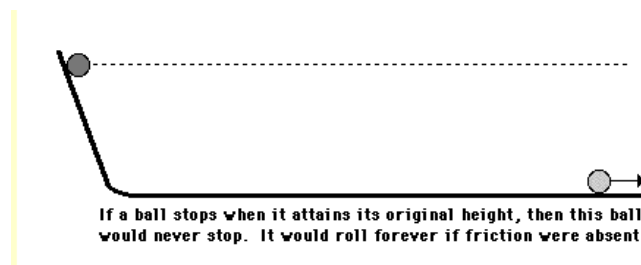 If a ball stops when it attains its original height, then this ball
would never stop. It would roll forever if friction were absent